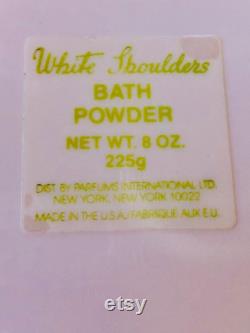 White Shoulders
BATH
POWDER
NET WT. 8 OZ.
225g
DIST. BY PARFUMS INTERNATIONAL LTD.
NEW YORK, NEW YORK 10022
MADE IN THE U.S.A./FABRIQUE AUX E.U.
Etsy